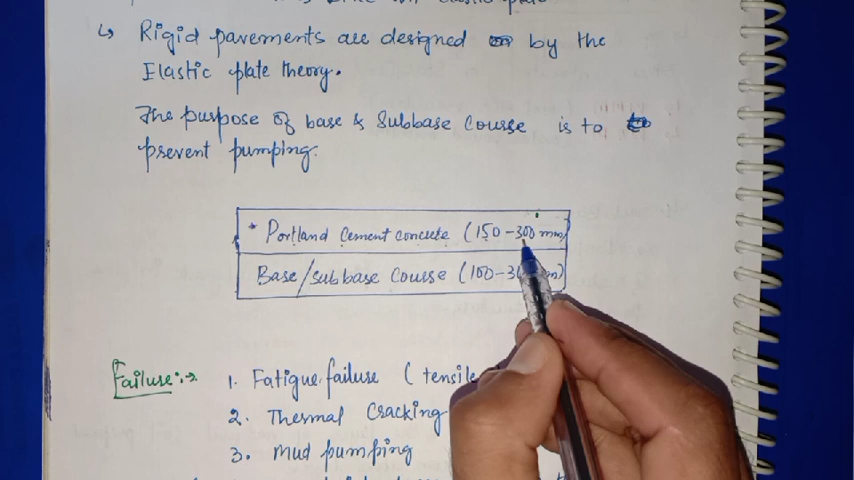 ↳ Rigid pavements are designed by the
Elastic plate theory.
The purpose of base & Subbase Course is to
prevent pumping.
* Portland Cement concrete (150-300 mm)
Base/subbase Course (100-3
Failure:→ 1. Fatigue failure (tensile
2. Thermal Cracking
3. Mud pumping